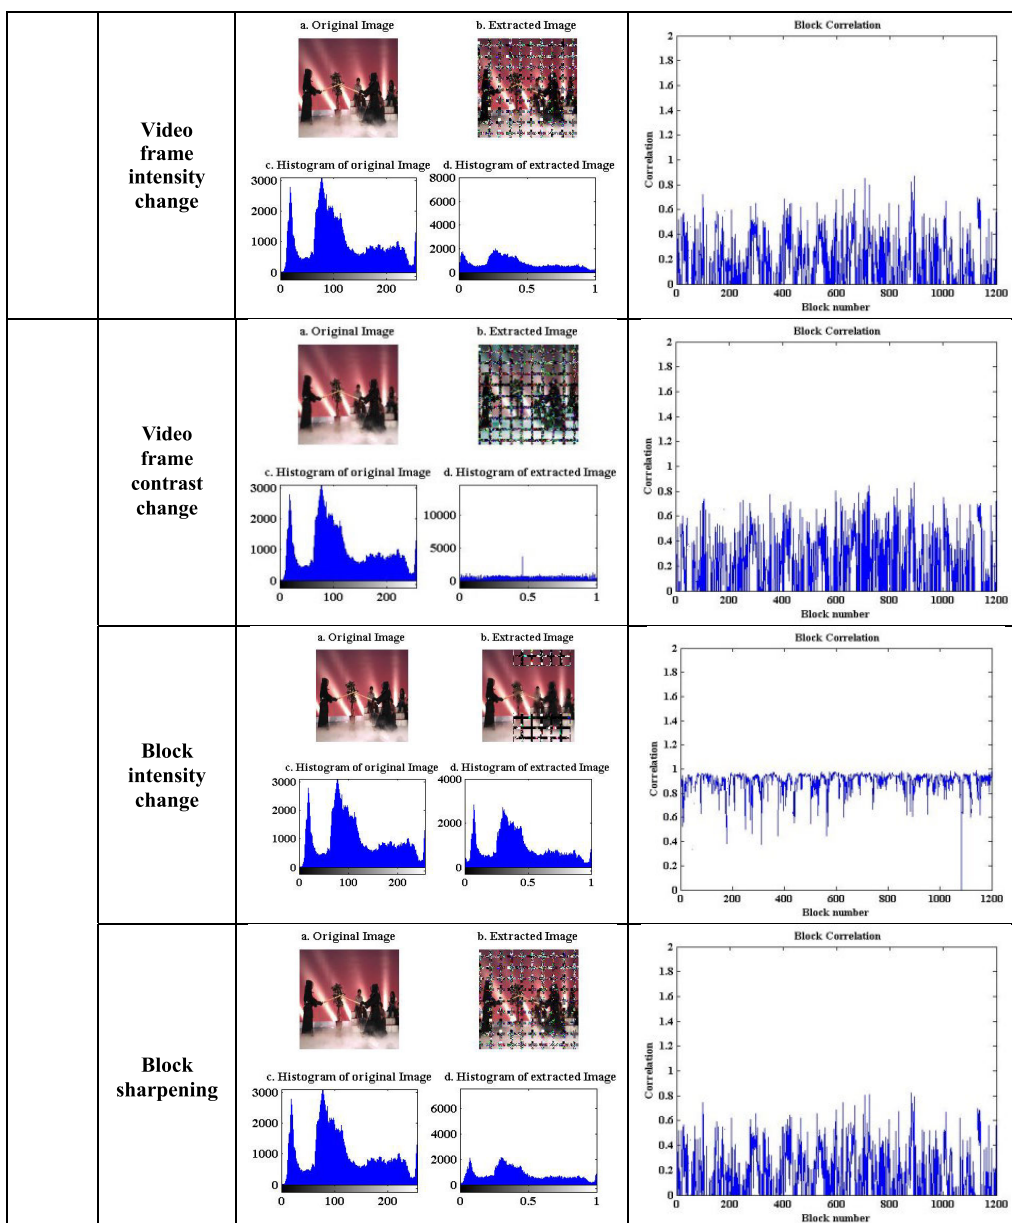 Video
frame
intensity
change
a. Original Image
b. Extracted Image
c. Histogram of original Image
3000
2000
1000
0
0 100 200
d. Histogram of extracted Image
8000
6000
4000
2000
0
0 0.5 1
Block Correlation
Correlation
2
1.8
1.6
1.4
1.2
1
0.8
0.6
0.4
0.2
0
0 200 400 600 800 1000 1200
Block number
Video
frame
contrast
change
a. Original Image
b. Extracted Image
c. Histogram of original Image
3000
2000
1000
0
0 100 200
d. Histogram of extracted Image
10000
5000
0
0 0.5 1
Block Correlation
Correlation
2
1.8
1.6
1.4
1.2
1
0.8
0.6
0.4
0.2
0
0 200 400 600 800 1000 1200
Block number
Block
intensity
change
a. Original Image
b. Extracted Image
c. Histogram of original Image
3000
2000
1000
0
0 100 200
d. Histogram of extracted Image
4000
2000
0
0 0.5 1
Block Correlation
Correlation
2
1.8
1.6
1.4
1.2
1
0.8
0.6
0.4
0.2
0
0 200 400 600 800 1000 1200
Block number
Block
sharpening
a. Original Image
b. Extracted Image
c. Histogram of original Image
3000
2000
1000
0
0 100 200
d. Histogram of extracted Image
6000
4000
2000
0
0 0.5 1
Block Correlation
Correlation
2
1.8
1.6
1.4
1.2
1
0.8
0.6
0.4
0.2
0
0 200 400 600 800 1000 1200
Block number